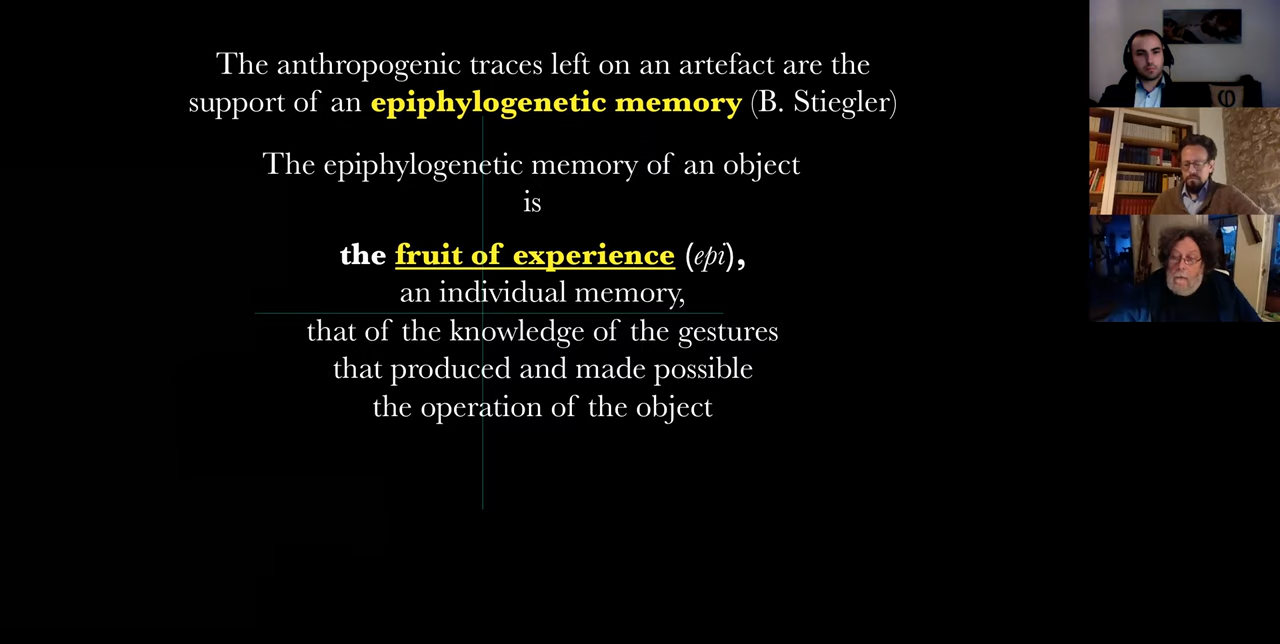 The anthropogenic traces left on an artefact are the
support of an epiphylogenetic memory (B. Stiegler)
The epiphylogenetic memory of an object
is
the fruit of experience (epi),
an individual memory,
that of the knowledge of the gestures
that produced and made possible
the operation of the object
φ